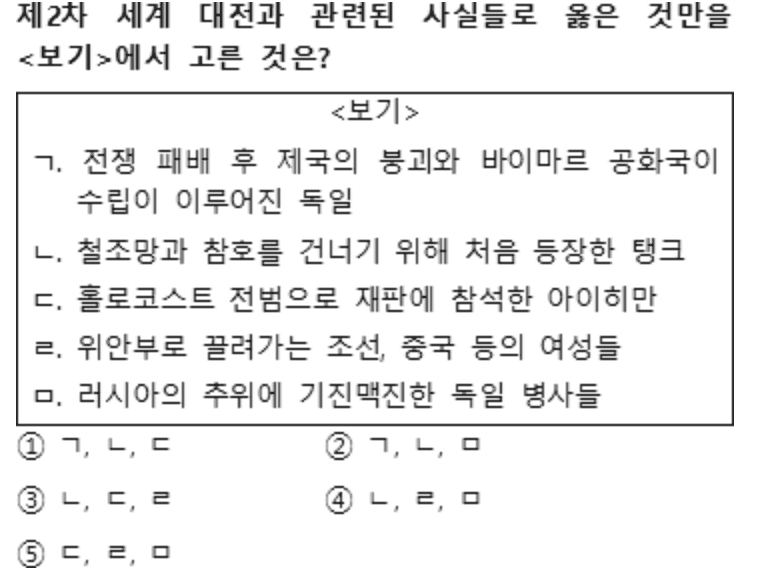 제2차 세계 대전과 관련된 사실들로 옳은 것만을
<보기>에서 고른 것은?
<보기>
ㄱ. 전쟁 패배 후 제국의 붕괴와 바이마르 공화국이
수립이 이루어진 독일
ㄴ. 철조망과 참호를 건너기 위해 처음 등장한 탱크
ㄷ. 홀로코스트 전범으로 재판에 참석한 아이히만
ㄹ. 위안부로 끌려가는 조선, 중국 등의 여성들
ㅁ. 러시아의 추위에 기진맥진한 독일 병사들
① ㄱ, ㄴ, ㄷ ② ㄱ, ㄴ, ㅁ
③ ㄴ, ㄷ, ㄹ ④ ㄴ, ㄹ, ㅁ
⑤ ㄷ, ㄹ, ㅁ